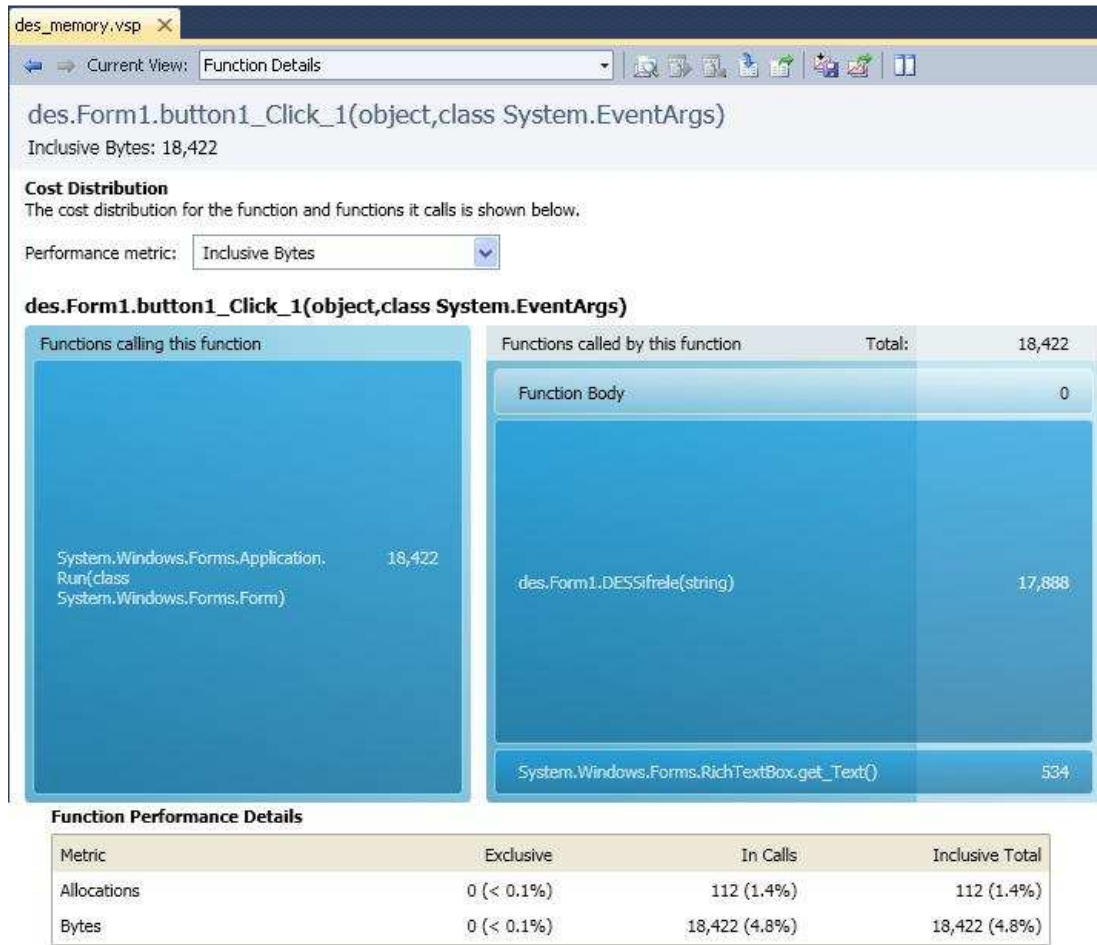 des_memory.vsp
Current View: Function Details
des.Form1.button1_Click_1(object,class System.EventArgs)
Inclusive Bytes: 18,422
Cost Distribution
The cost distribution for the function and functions it calls is shown below.
Performance metric: Inclusive Bytes
des.Form1.button1_Click_1(object,class System.EventArgs)
Functions calling this function
System.Windows.Forms.Application. 18,422
Run(class
System.Windows.Forms.Form)
Functions called by this function Total: 18,422
Function Body 0
des.Form1.DESSifrele(string) 17,888
System.Windows.Forms.RichTextBox.get_Text() 534
Function Performance Details
Metric Exclusive In Calls Inclusive Total
Allocations 0 (< 0.1%) 112 (1.4%) 112 (1.4%)
Bytes 0 (< 0.1%) 18,422 (4.8%) 18,422 (4.8%)